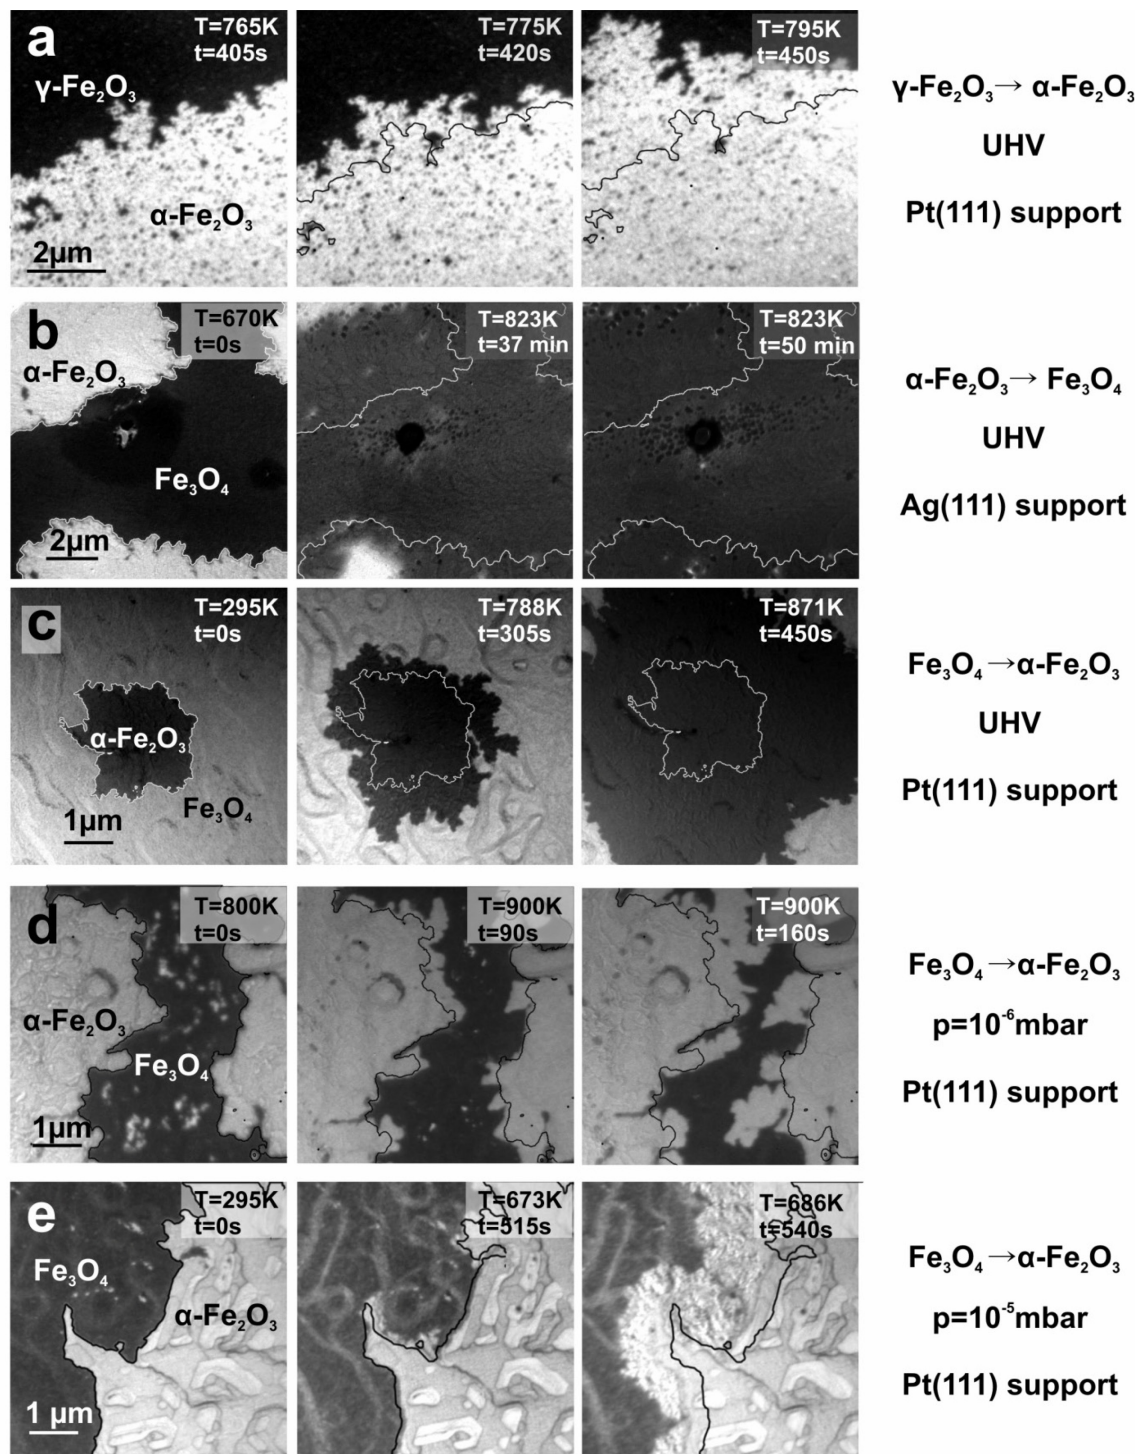 a
T=765K
t=405s
γ-Fe₂O₃
α-Fe₂O₃
2μm
T=775K
t=420s
T=795K
t=450s
γ-Fe₂O₃→ α-Fe₂O₃
UHV
Pt(111) support
b
T=670K
t=0s
α-Fe₂O₃
Fe₃O₄
2μm
T=823K
t=37 min
T=823K
t=50 min
α-Fe₂O₃→ Fe₃O₄
UHV
Ag(111) support
c
T=295K
t=0s
α-Fe₂O₃
Fe₃O₄
1μm
T=788K
t=305s
T=871K
t=450s
Fe₃O₄→α-Fe₂O₃
UHV
Pt(111) support
d
T=800K
t=0s
α-Fe₂O₃
Fe₃O₄
1μm
T=900K
t=90s
T=900K
t=160s
Fe₃O₄→α-Fe₂O₃
p=10⁻⁶mbar
Pt(111) support
e
T=295K
t=0s
Fe₃O₄
α-Fe₂O₃
1 μm
T=673K
t=515s
T=686K
t=540s
Fe₃O₄→α-Fe₂O₃
p=10⁻⁵mbar
Pt(111) support